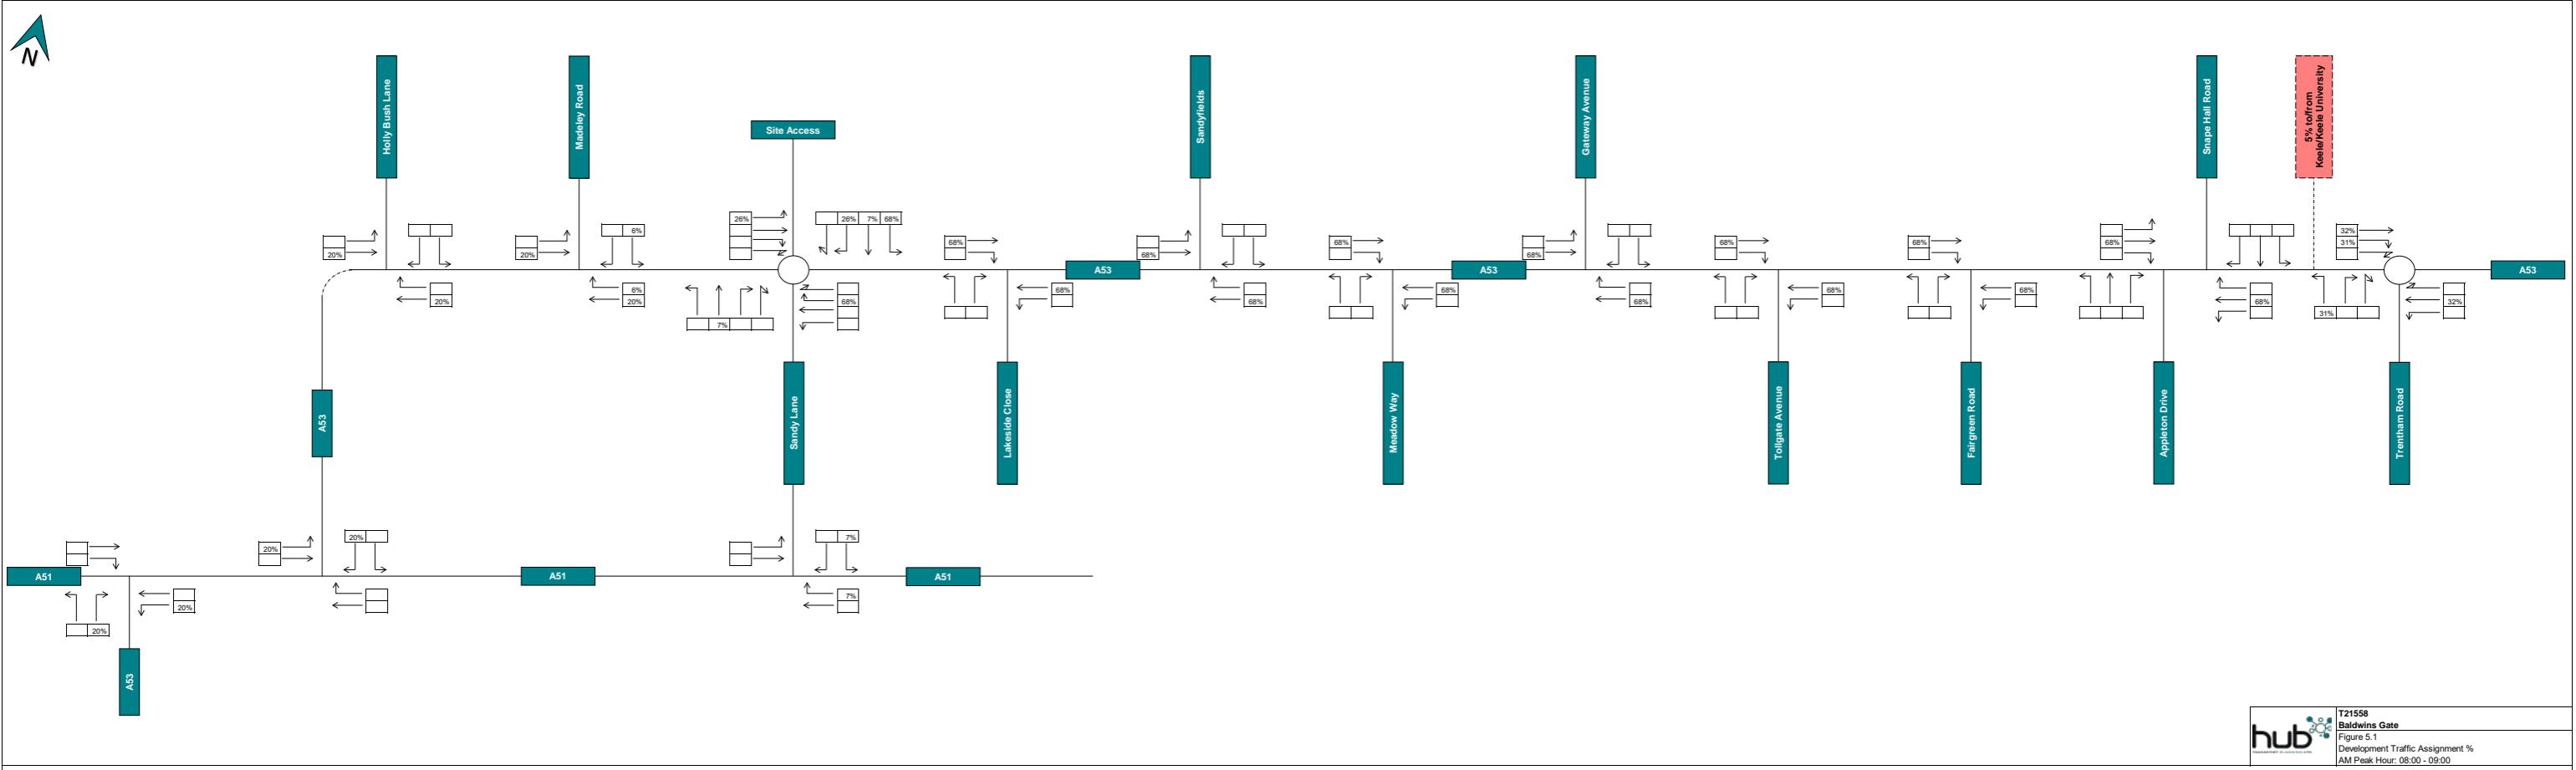 N
Holly Bush Lane
Madeley Road
Site Access
Sandyfields
Gateway Avenue
Snape Hall Road
5% to/from
Keele/Keele University
20%
20%
20%
6%
6%
20%
26%
26% 7% 68%
7%
68%
68%
68%
A53
68%
68%
68%
68%
A53
68%
68%
68%
68%
68%
68%
68%
68%
32%
31%
31%
32%
A53
A53
Sandy Lane
Lakeside Close
Meadow Way
Tollgate Avenue
Fairgreen Road
Appleton Drive
Trentham Road
20%
20%
7%
7%
A51
A51
A51
20%
20%
A53
hub
T21558
Baldwins Gate
Figure 5.1
Development Traffic Assignment %
AM Peak Hour: 08:00 - 09:00